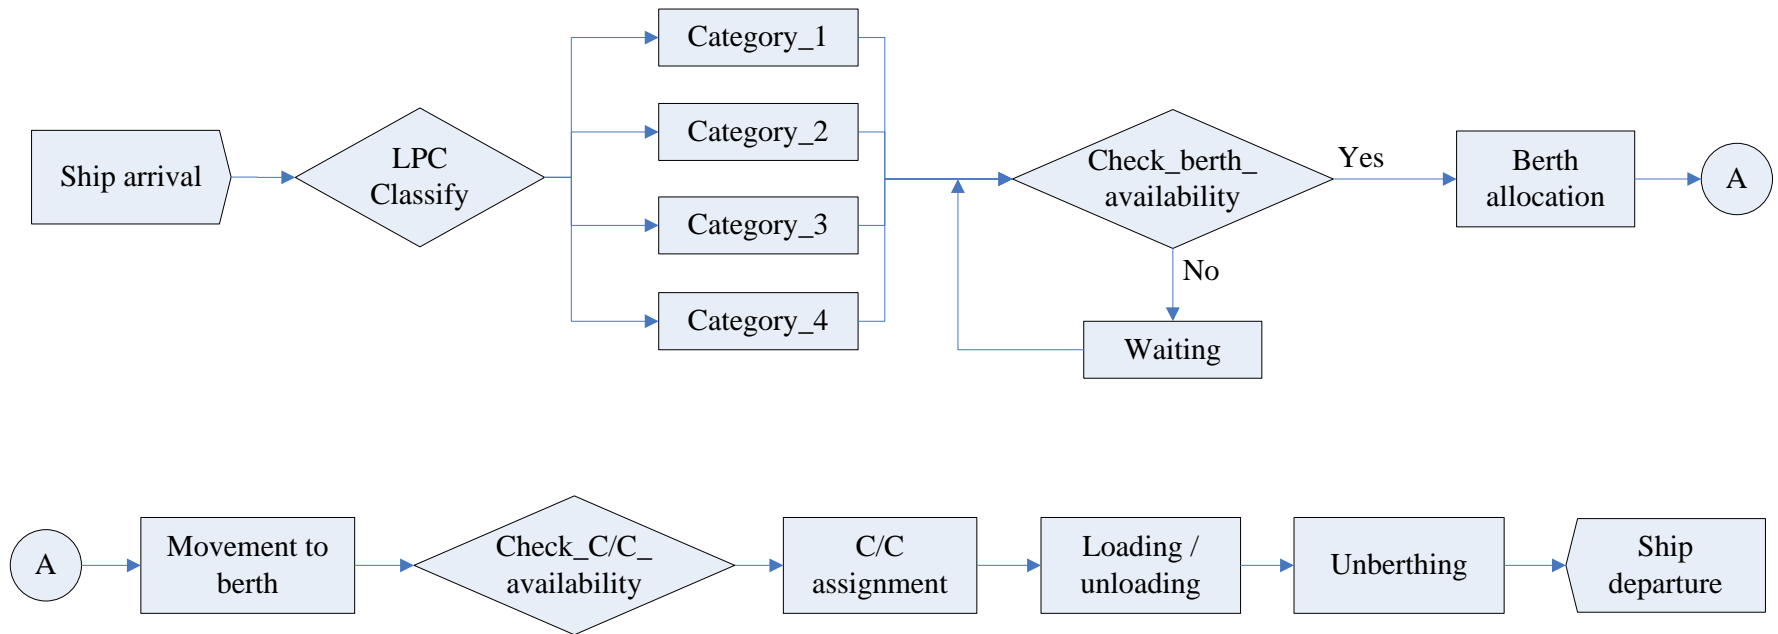 Ship arrival
LPC
Classify
Category_1
Category_2
Category_3
Category_4
Check_berth_
availability
Yes
No
Waiting
Berth
allocation
A
A
Movement to
berth
Check_C/C_
availability
C/C
assignment
Loading /
unloading
Unberthing
Ship
departure